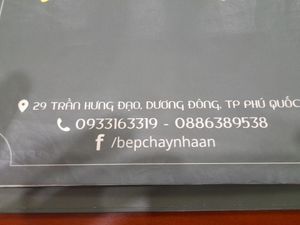 29 TRẦN HƯNG ĐẠO, DƯƠNG ĐÔNG, TP PHÚ QUỐC
0933163319 - 0886389538
f /bepchaynhaan